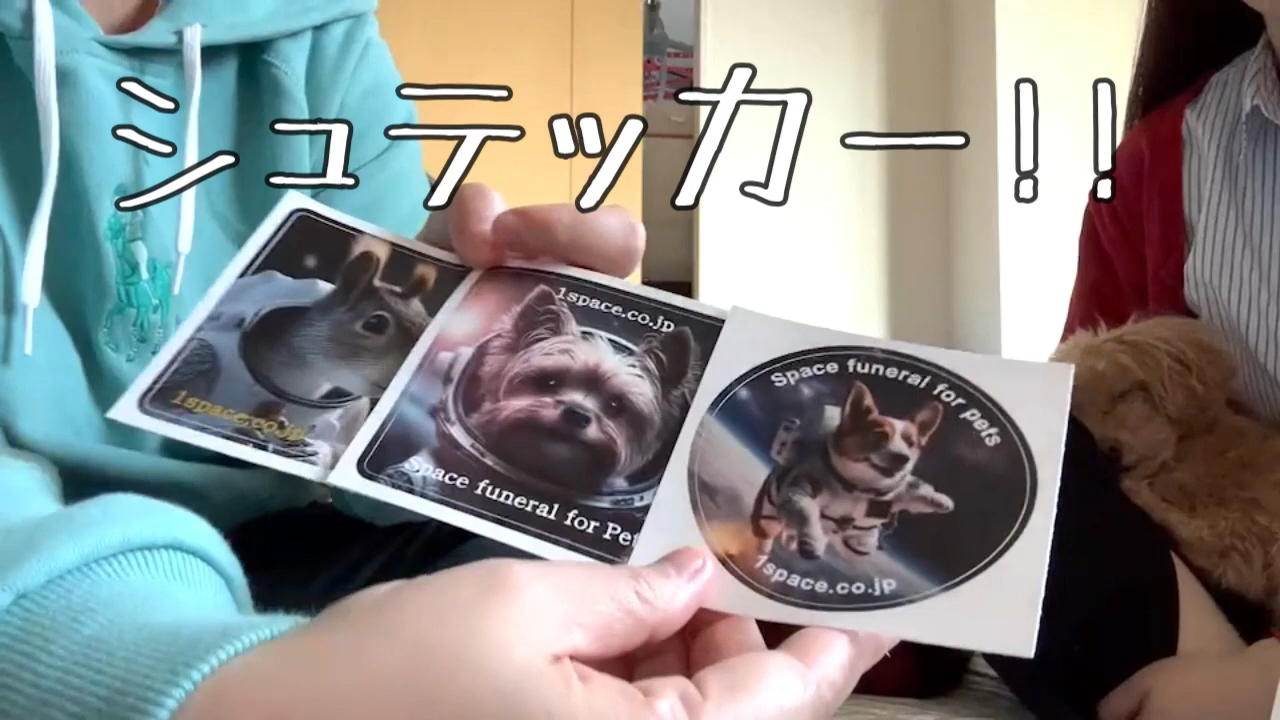 シュテッカー!!
1space.co.jp
1space.co.jp
Space funeral for Pet
Space funeral for pets
1space.co.jp